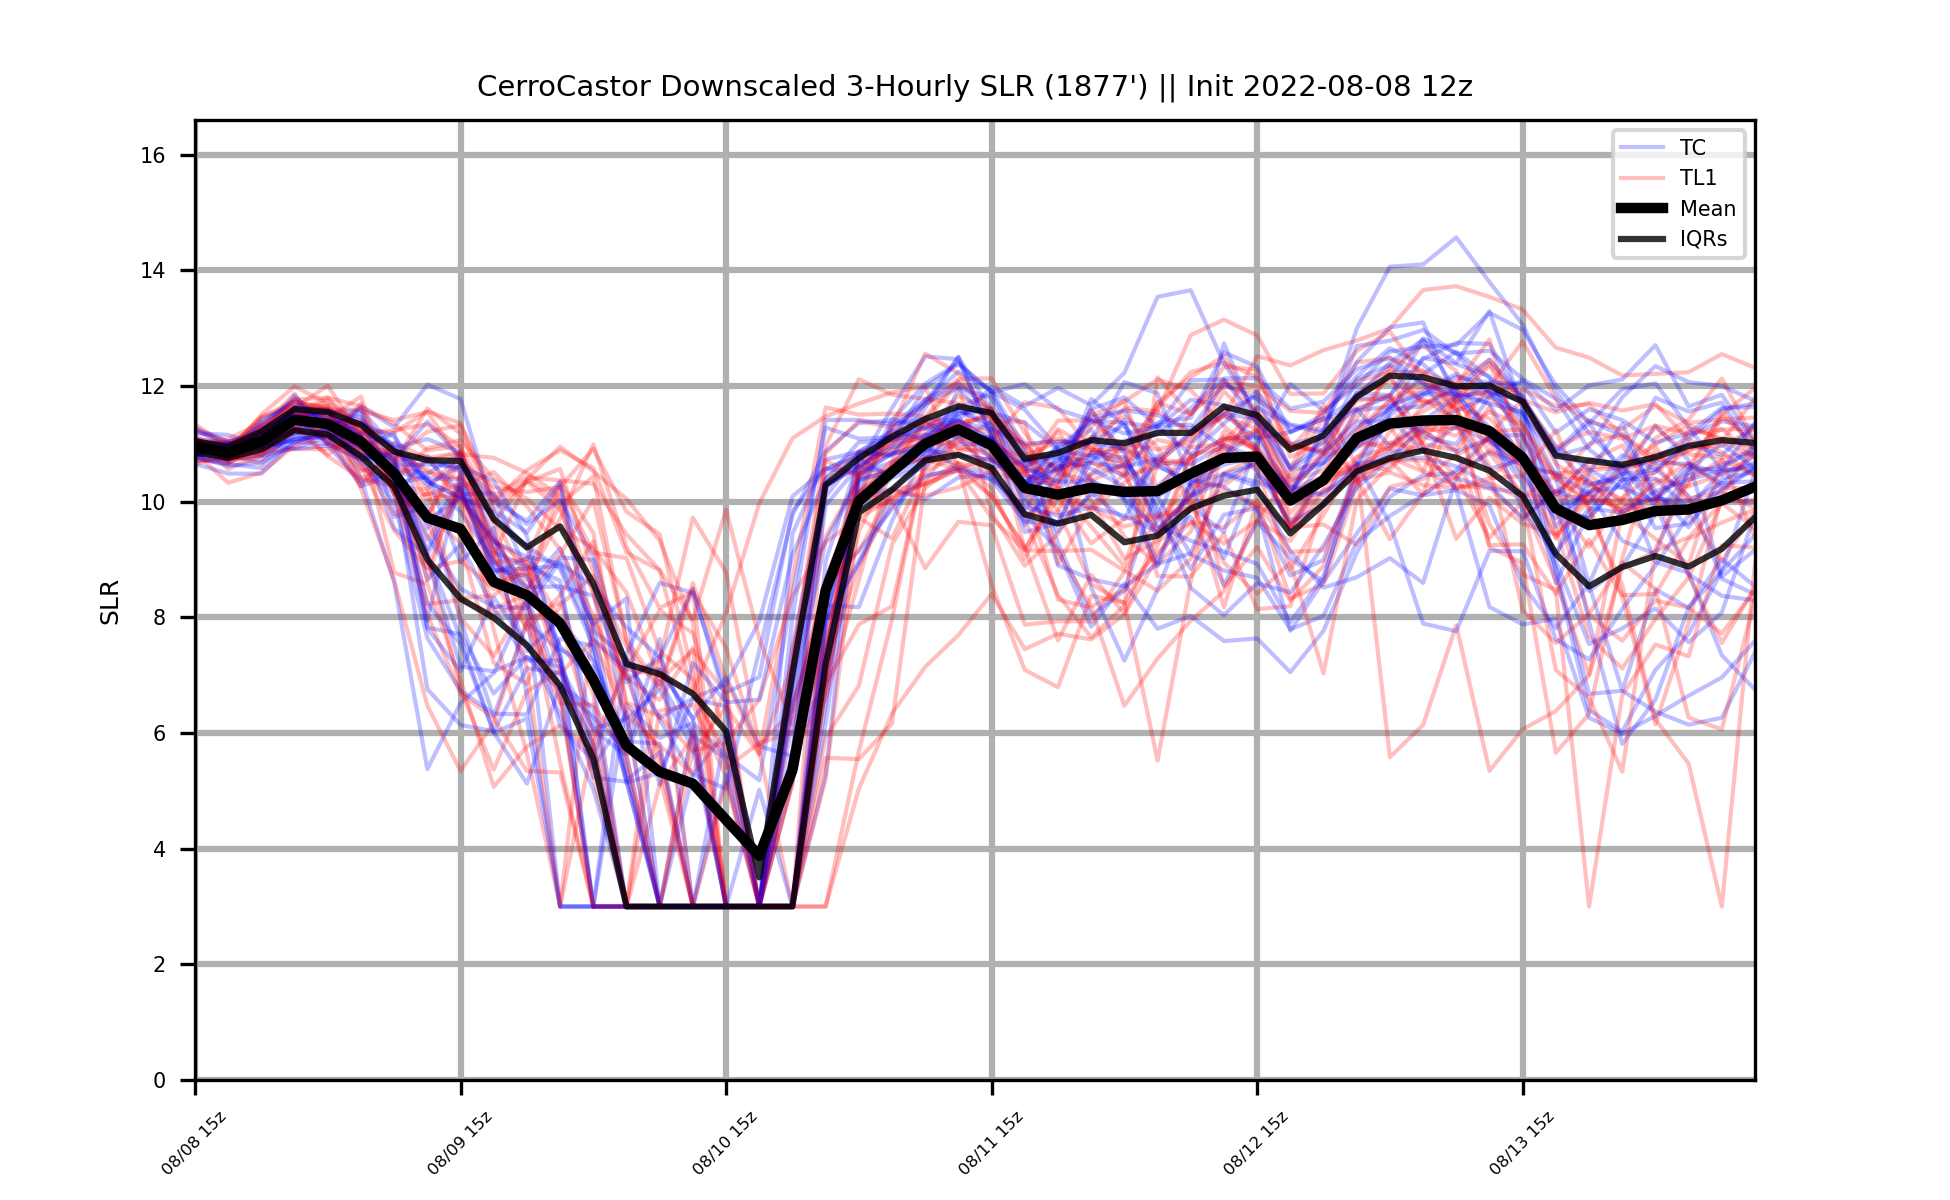 CerroCastor Downscaled 3-Hourly SLR (1877') || Init 2022-08-08 12z
TC
TL1
Mean
IQRs
SLR
16
14
12
10
8
6
4
2
0
08/08 15z
08/09 15z
08/10 15z
08/11 15z
08/12 15z
08/13 15z